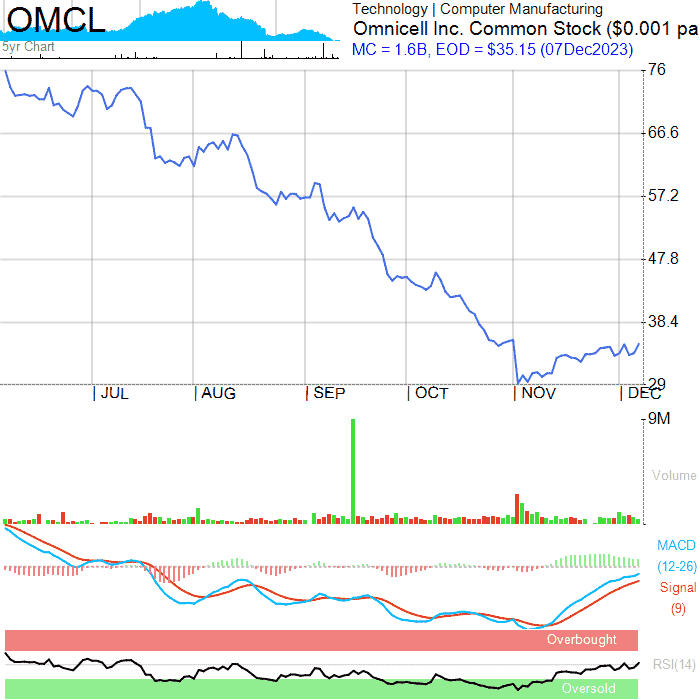 OMCL
5yr Chart
Technology | Computer Manufacturing
Omnicell Inc. Common Stock ($0.001 pa
MC = 1.6B, EOD = $35.15 (07Dec2023)
76
66.6
57.2
47.8
38.4
29
JUL AUG SEP OCT NOV DEC
9M
Volume
MACD
(12-26)
Signal
(9)
Overbought
RSI(14)
Oversold